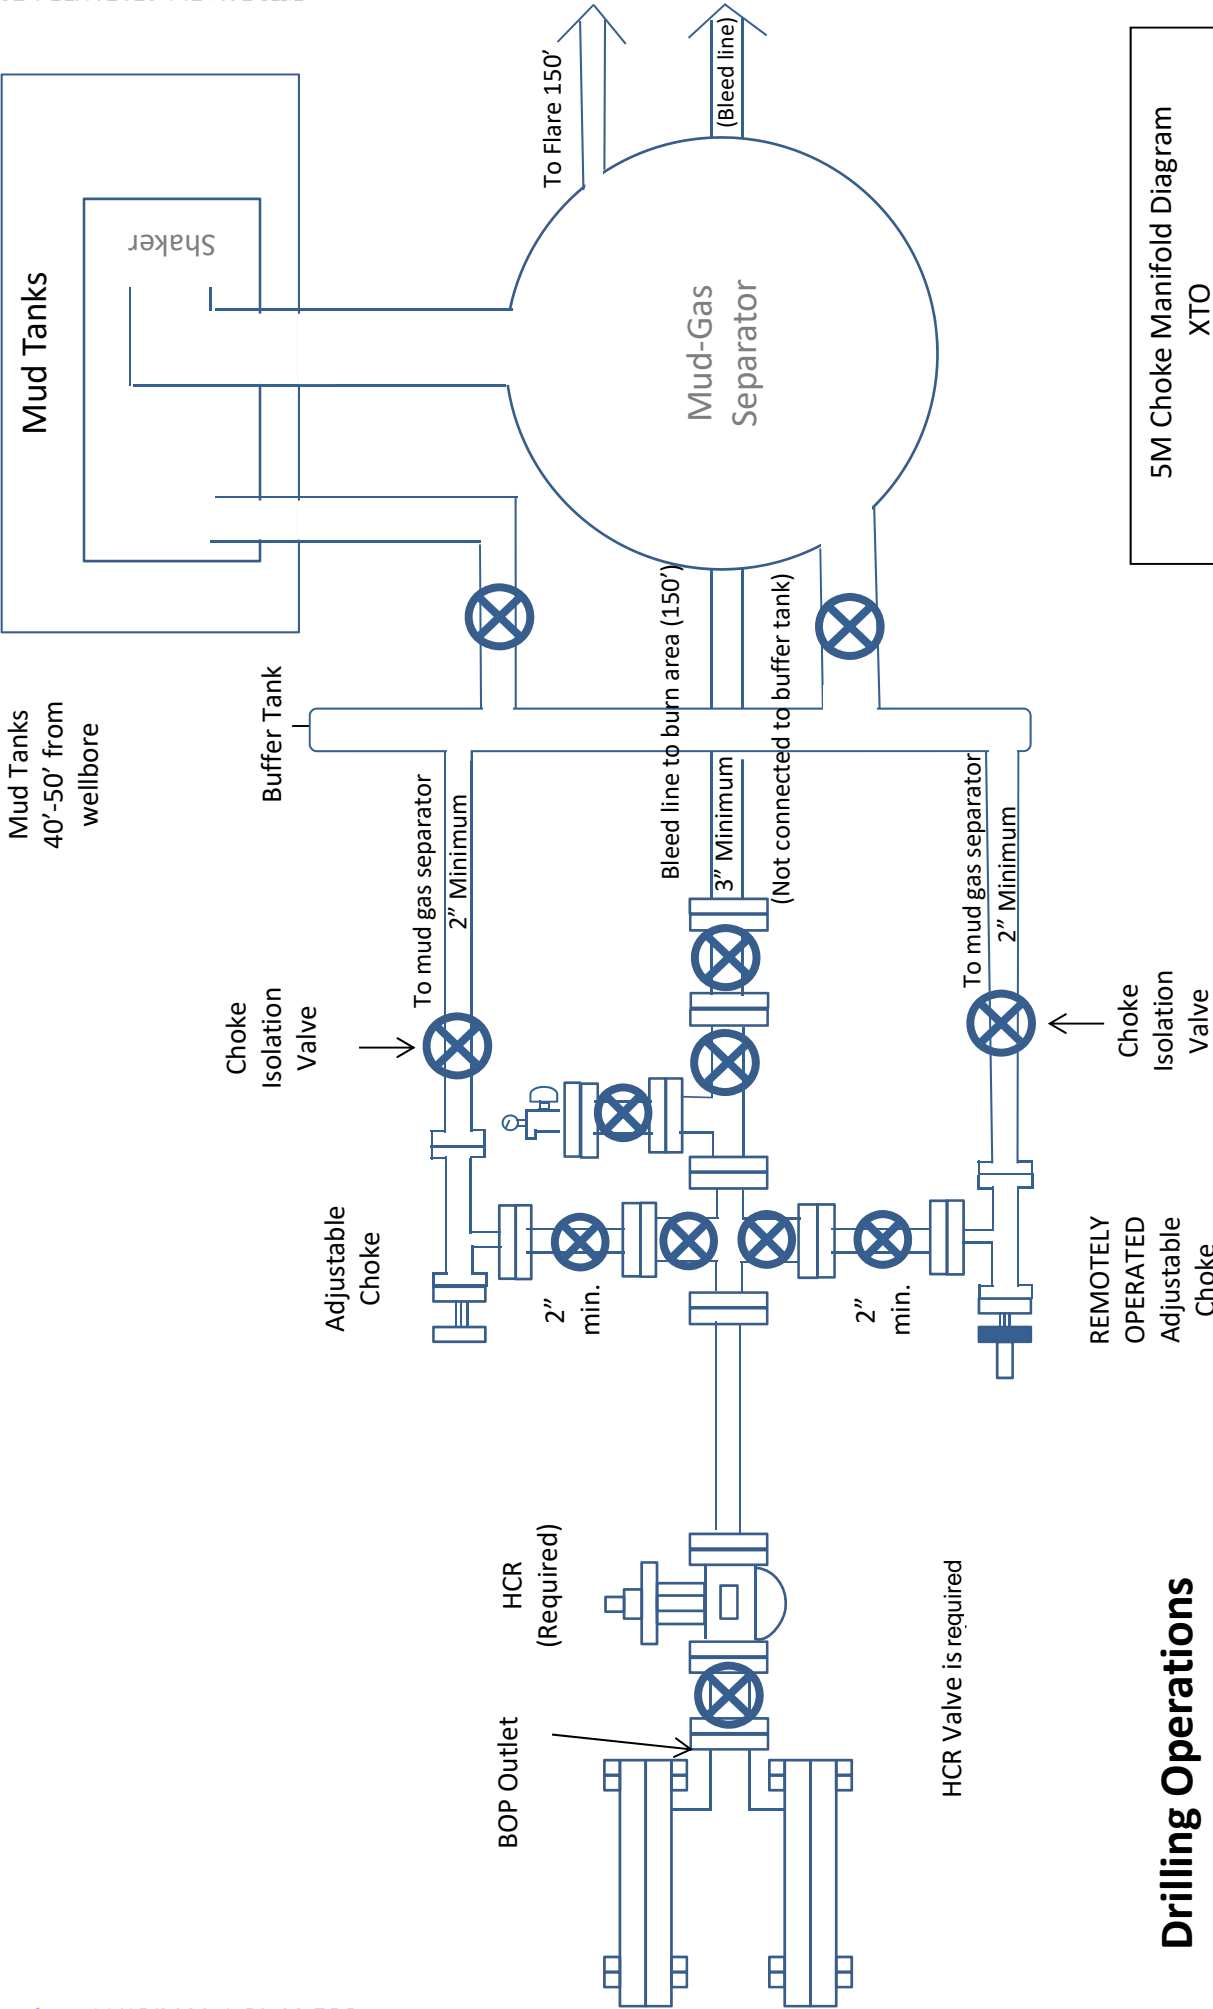 Mud Tanks
Shaker
Mud Tanks
40’-50’ from
wellbore
To Flare 150’
(Bleed line)
Mud-Gas
Separator
Buffer Tank
Bleed line to burn area (150’)
3” Minimum
(Not connected to buffer tank)
To mud gas separator
2” Minimum
To mud gas separator
2” Minimum
Choke
Isolation
Valve
Choke
Isolation
Valve
Adjustable
Choke
2”
min.
2”
min.
REMOTELY
OPERATED
Adjustable
Choke
HCR
(Required)
BOP Outlet
HCR Valve is required
Drilling Operations
5M Choke Manifold Diagram
XTO